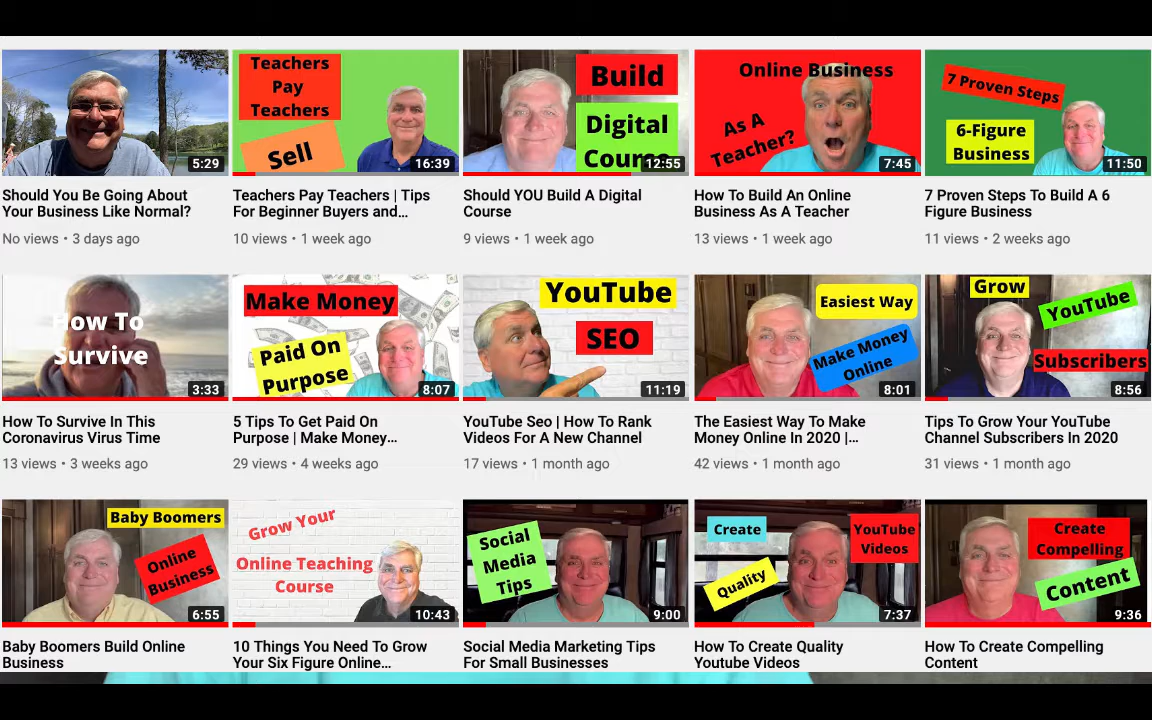 Teachers
Pay
Teachers
Sell
Build
Digital
Course
Online Business
As A
Teacher?
7 Proven Steps
6-Figure
Business
5:29
16:39
12:55
7:45
11:50
Should You Be Going About
Your Business Like Normal?
No views • 3 days ago
Teachers Pay Teachers | Tips
For Beginner Buyers and...
10 views • 1 week ago
Should YOU Build A Digital
Course
9 views • 1 week ago
How To Build An Online
Business As A Teacher
13 views • 1 week ago
7 Proven Steps To Build A 6
Figure Business
11 views • 2 weeks ago
How To
Survive
Make Money
Paid On
Purpose
YouTube
SEO
Easiest Way
Make Money
Online
Grow
YouTube
Subscribers
3:33
8:07
11:19
8:01
8:56
How To Survive In This
Coronavirus Virus Time
13 views • 3 weeks ago
5 Tips To Get Paid On
Purpose | Make Money...
29 views • 4 weeks ago
YouTube Seo | How To Rank
Videos For A New Channel
17 views • 1 month ago
The Easiest Way To Make
Money Online In 2020 |...
42 views • 1 month ago
Tips To Grow Your YouTube
Channel Subscribers In 2020
31 views • 1 month ago
Baby Boomers
Online
Business
Grow Your
Online Teaching
Course
Social
Media
Tips
Create
Quality
YouTube
Videos
Create
Compelling
Content
6:55
10:43
9:00
7:37
9:36
Baby Boomers Build Online
Business
10 Things You Need To Grow
Your Six Figure Online...
Social Media Marketing Tips
For Small Businesses
How To Create Quality
Youtube Videos
How To Create Compelling
Content